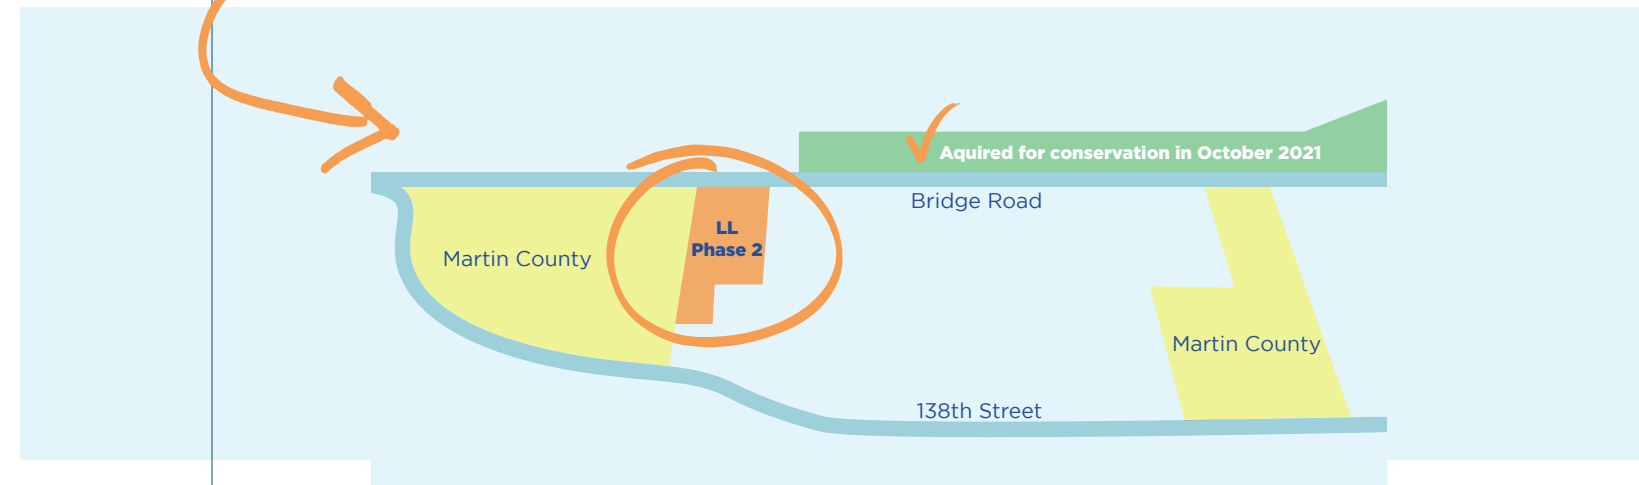 Aquired for conservation in October 2021
Bridge Road
LL
Phase 2
Martin County
Martin County
138th Street